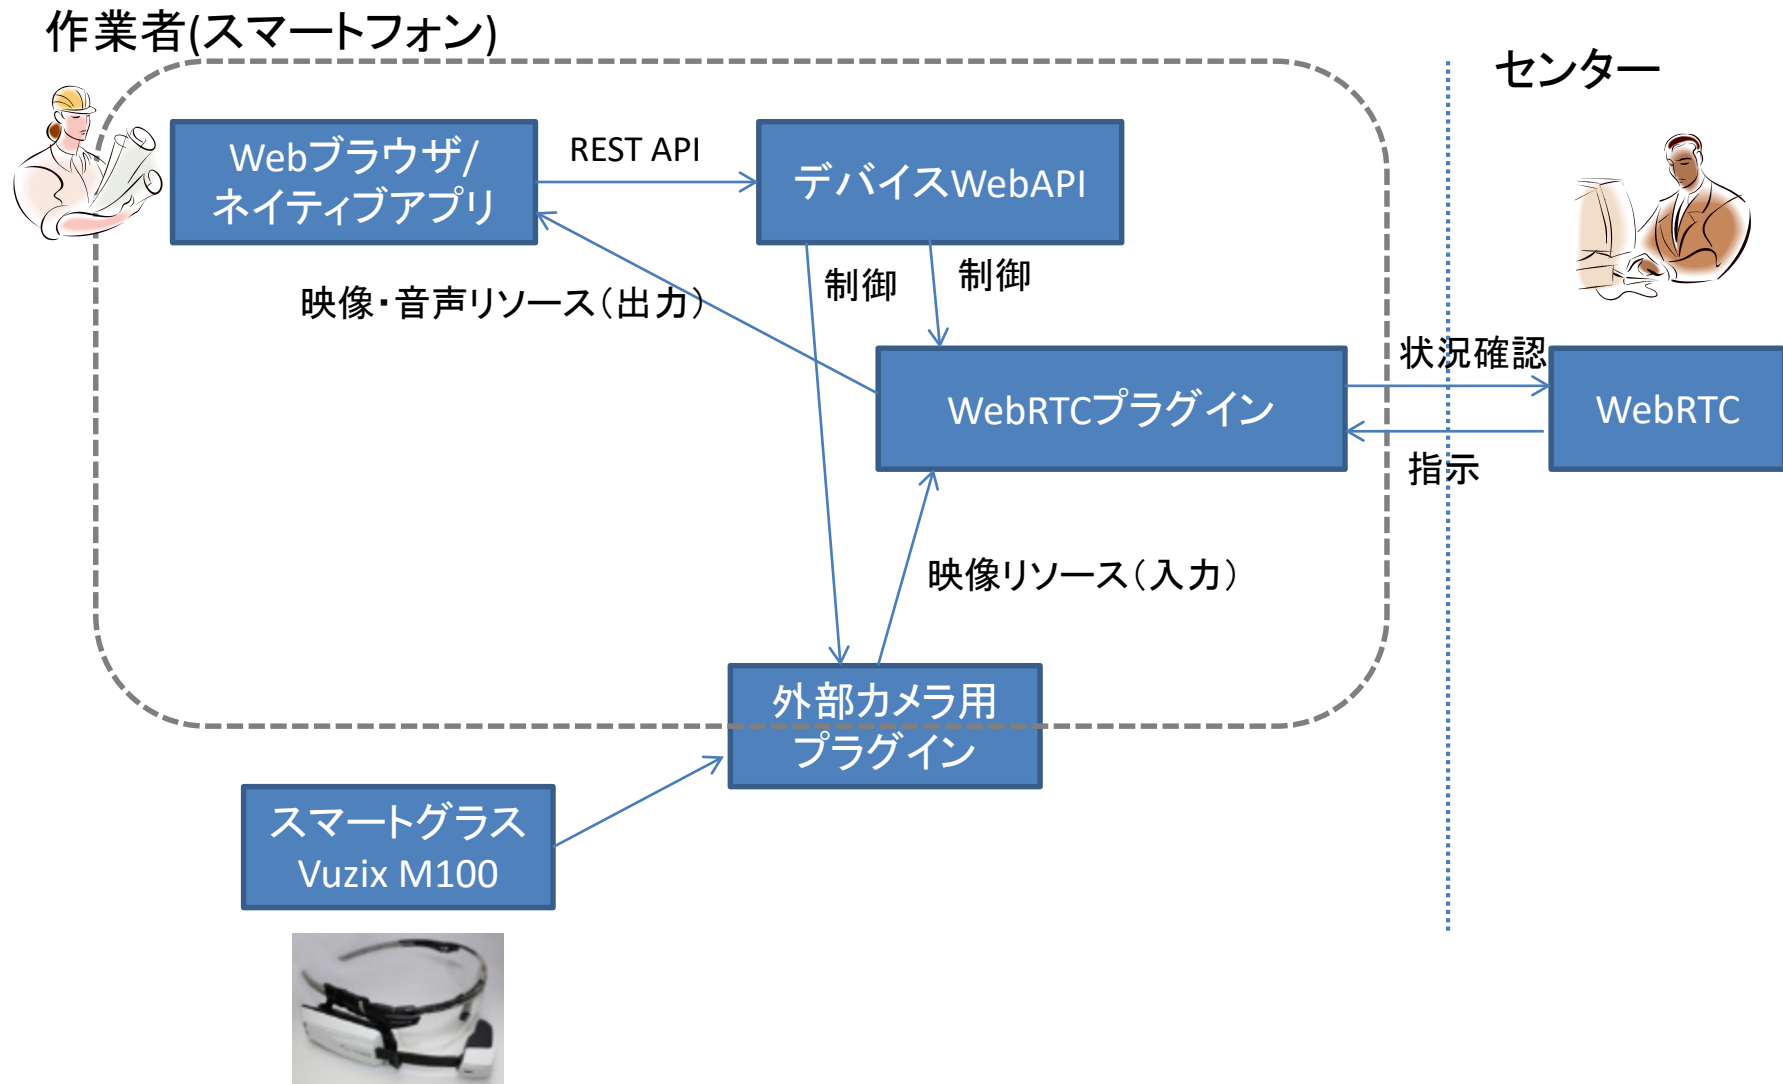 作業者(スマートフォン)
センター
Webブラウザ/
ネイティブアプリ
REST API
デバイスWebAPI
制御
制御
映像・音声リソース(出力)
WebRTCプラグイン
状況確認
指示
WebRTC
映像リソース(入力)
外部カメラ用
プラグイン
スマートグラス
Vuzix M100